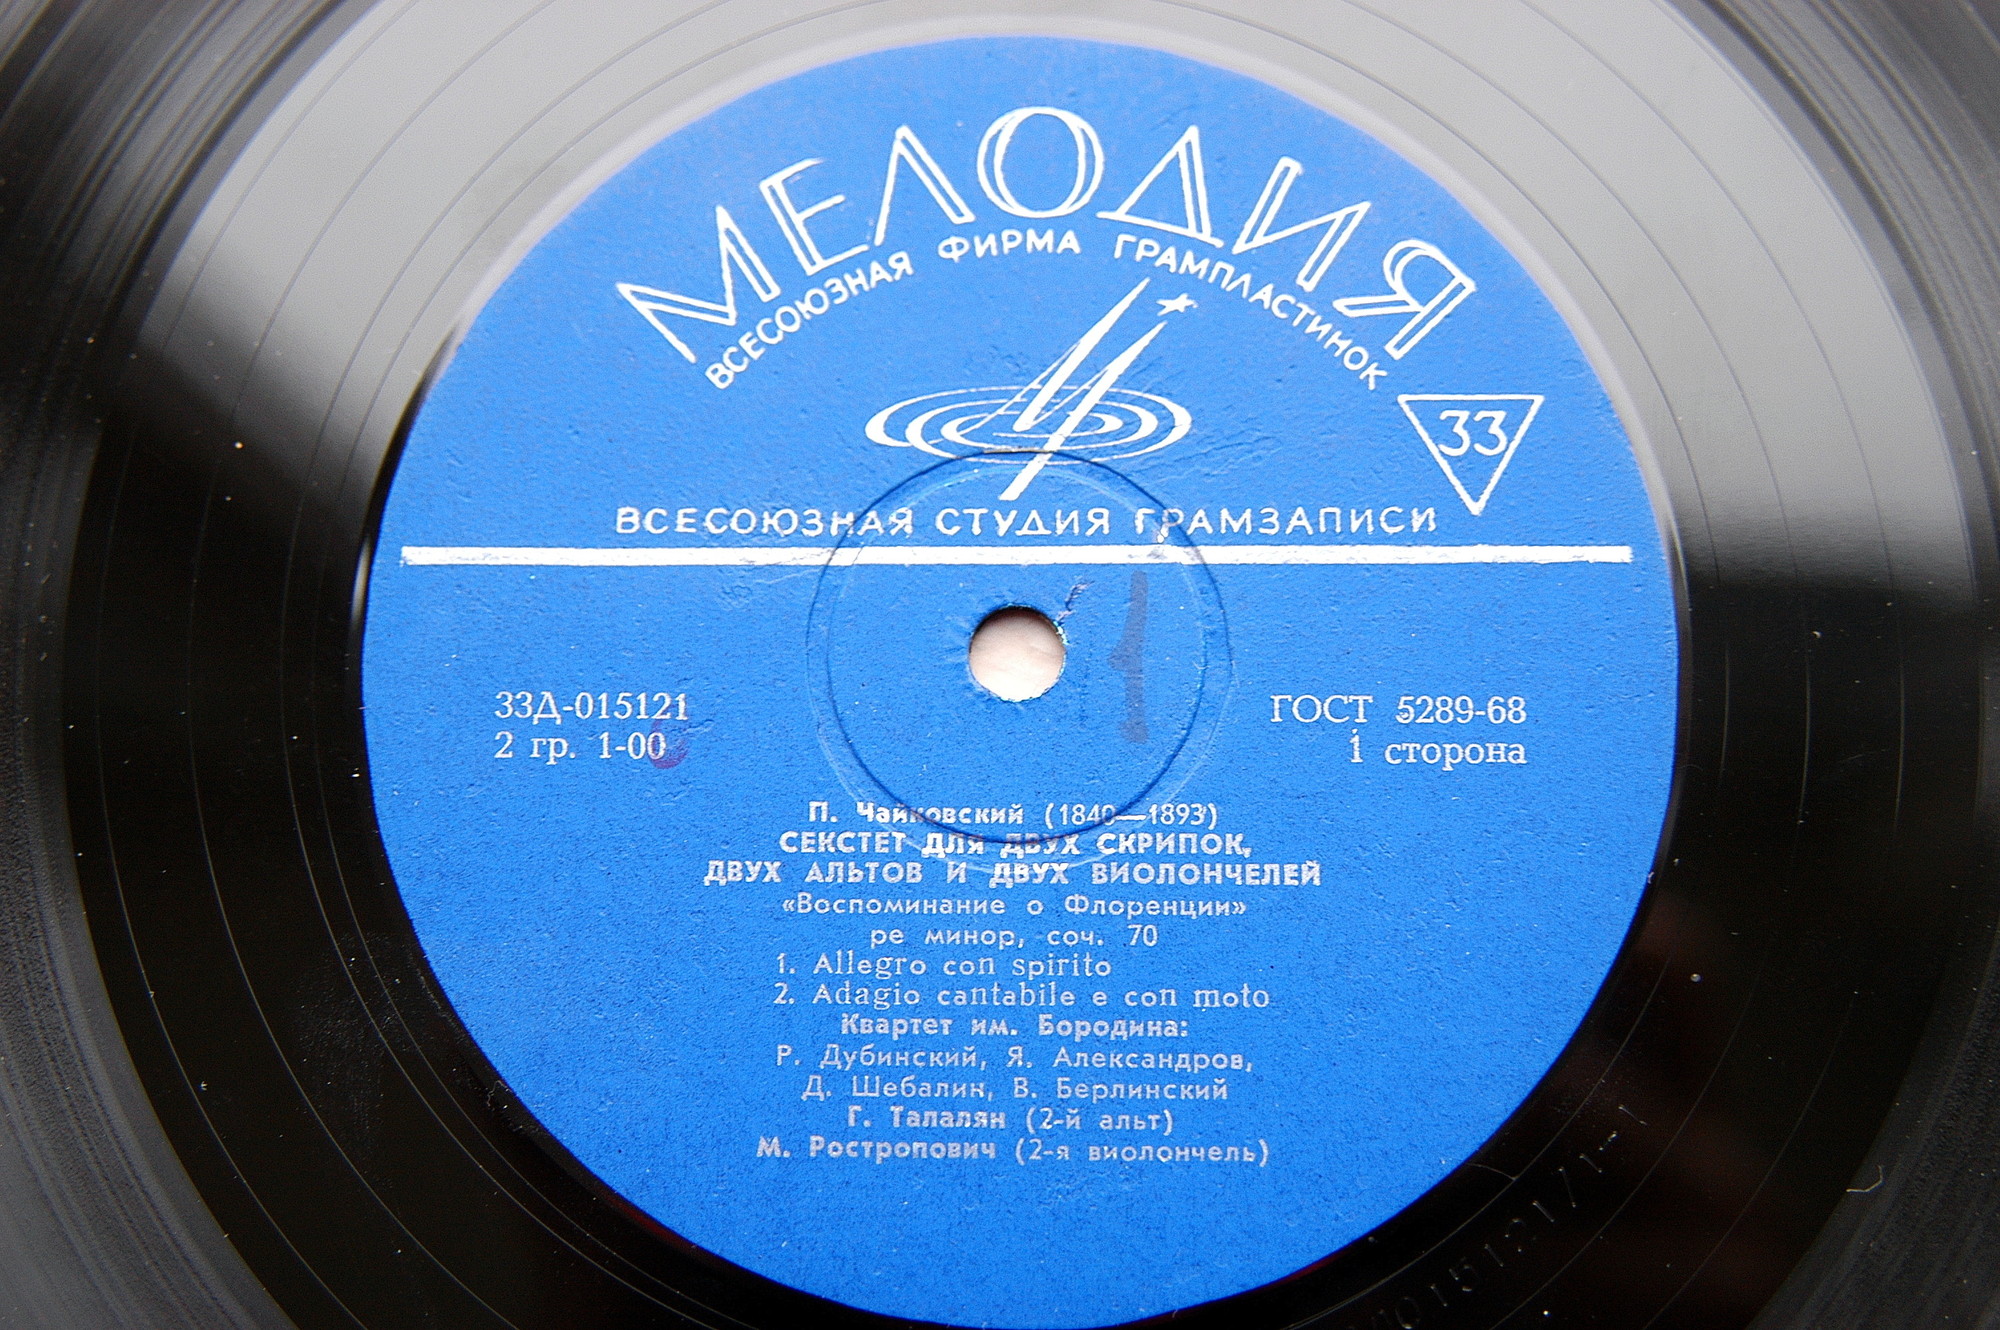 МЕЛОДИЯ
ВСЕСОЮЗНАЯ ФИРМА ГРАМПЛАСТИНОК
33
ВСЕСОЮЗНАЯ СТУДИЯ ГРАМЗАПИСИ
1
33Д-015121
2 гр. 1-00
ГОСТ 5289-68
1 сторона
П. Чайковский (1840—1893)
СЕКСТЕТ ДЛЯ ДВУХ СКРИПОК,
ДВУХ АЛЬТОВ И ДВУХ ВИОЛОНЧЕЛЕЙ
«Воспоминание о Флоренции»
ре минор, соч. 70
1. Allegro con spirito
2. Adagio cantabile e con moto
Квартет им. Бородина:
Р. Дубинский, Я. Александров,
Д. Шебалин, В. Берлинский
Г. Талалян (2-й альт)
М. Ростропович (2-я виолончель)